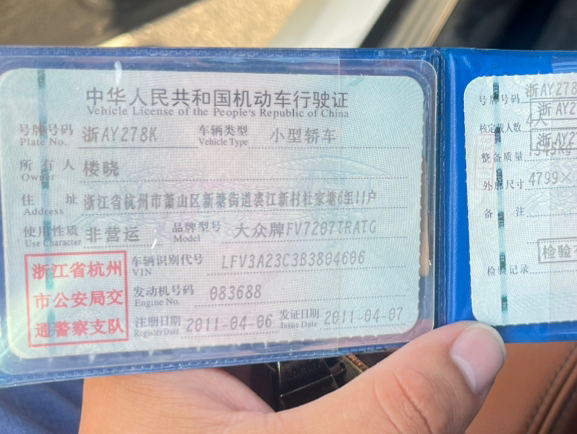 中华人民共和国机动车行驶证
Vehicle License of the People's Republic of China
号牌号码 浙AY278K 车辆类型 小型轿车
Plate No. Vehicle Type
所有人 楼晓
Owner
住址 浙江省杭州市萧山区新塘街道裘江新村杜家塘6组11户
Address
使用性质 非营运 品牌型号 大众牌FV7207TRATG
Use Character Model
浙江省杭州
市公安局交
通警察支队
车辆识别代号 LFV3A23C3B3804606
VIN
发动机号码 083688
Engine No.
注册日期 2011-04-06 发证日期 2011-04-07
Register Date Issue Date
号牌号码 浙AY278
核定载人数
整备质量
外廓尺寸 4799×
备注
检验记录
检验